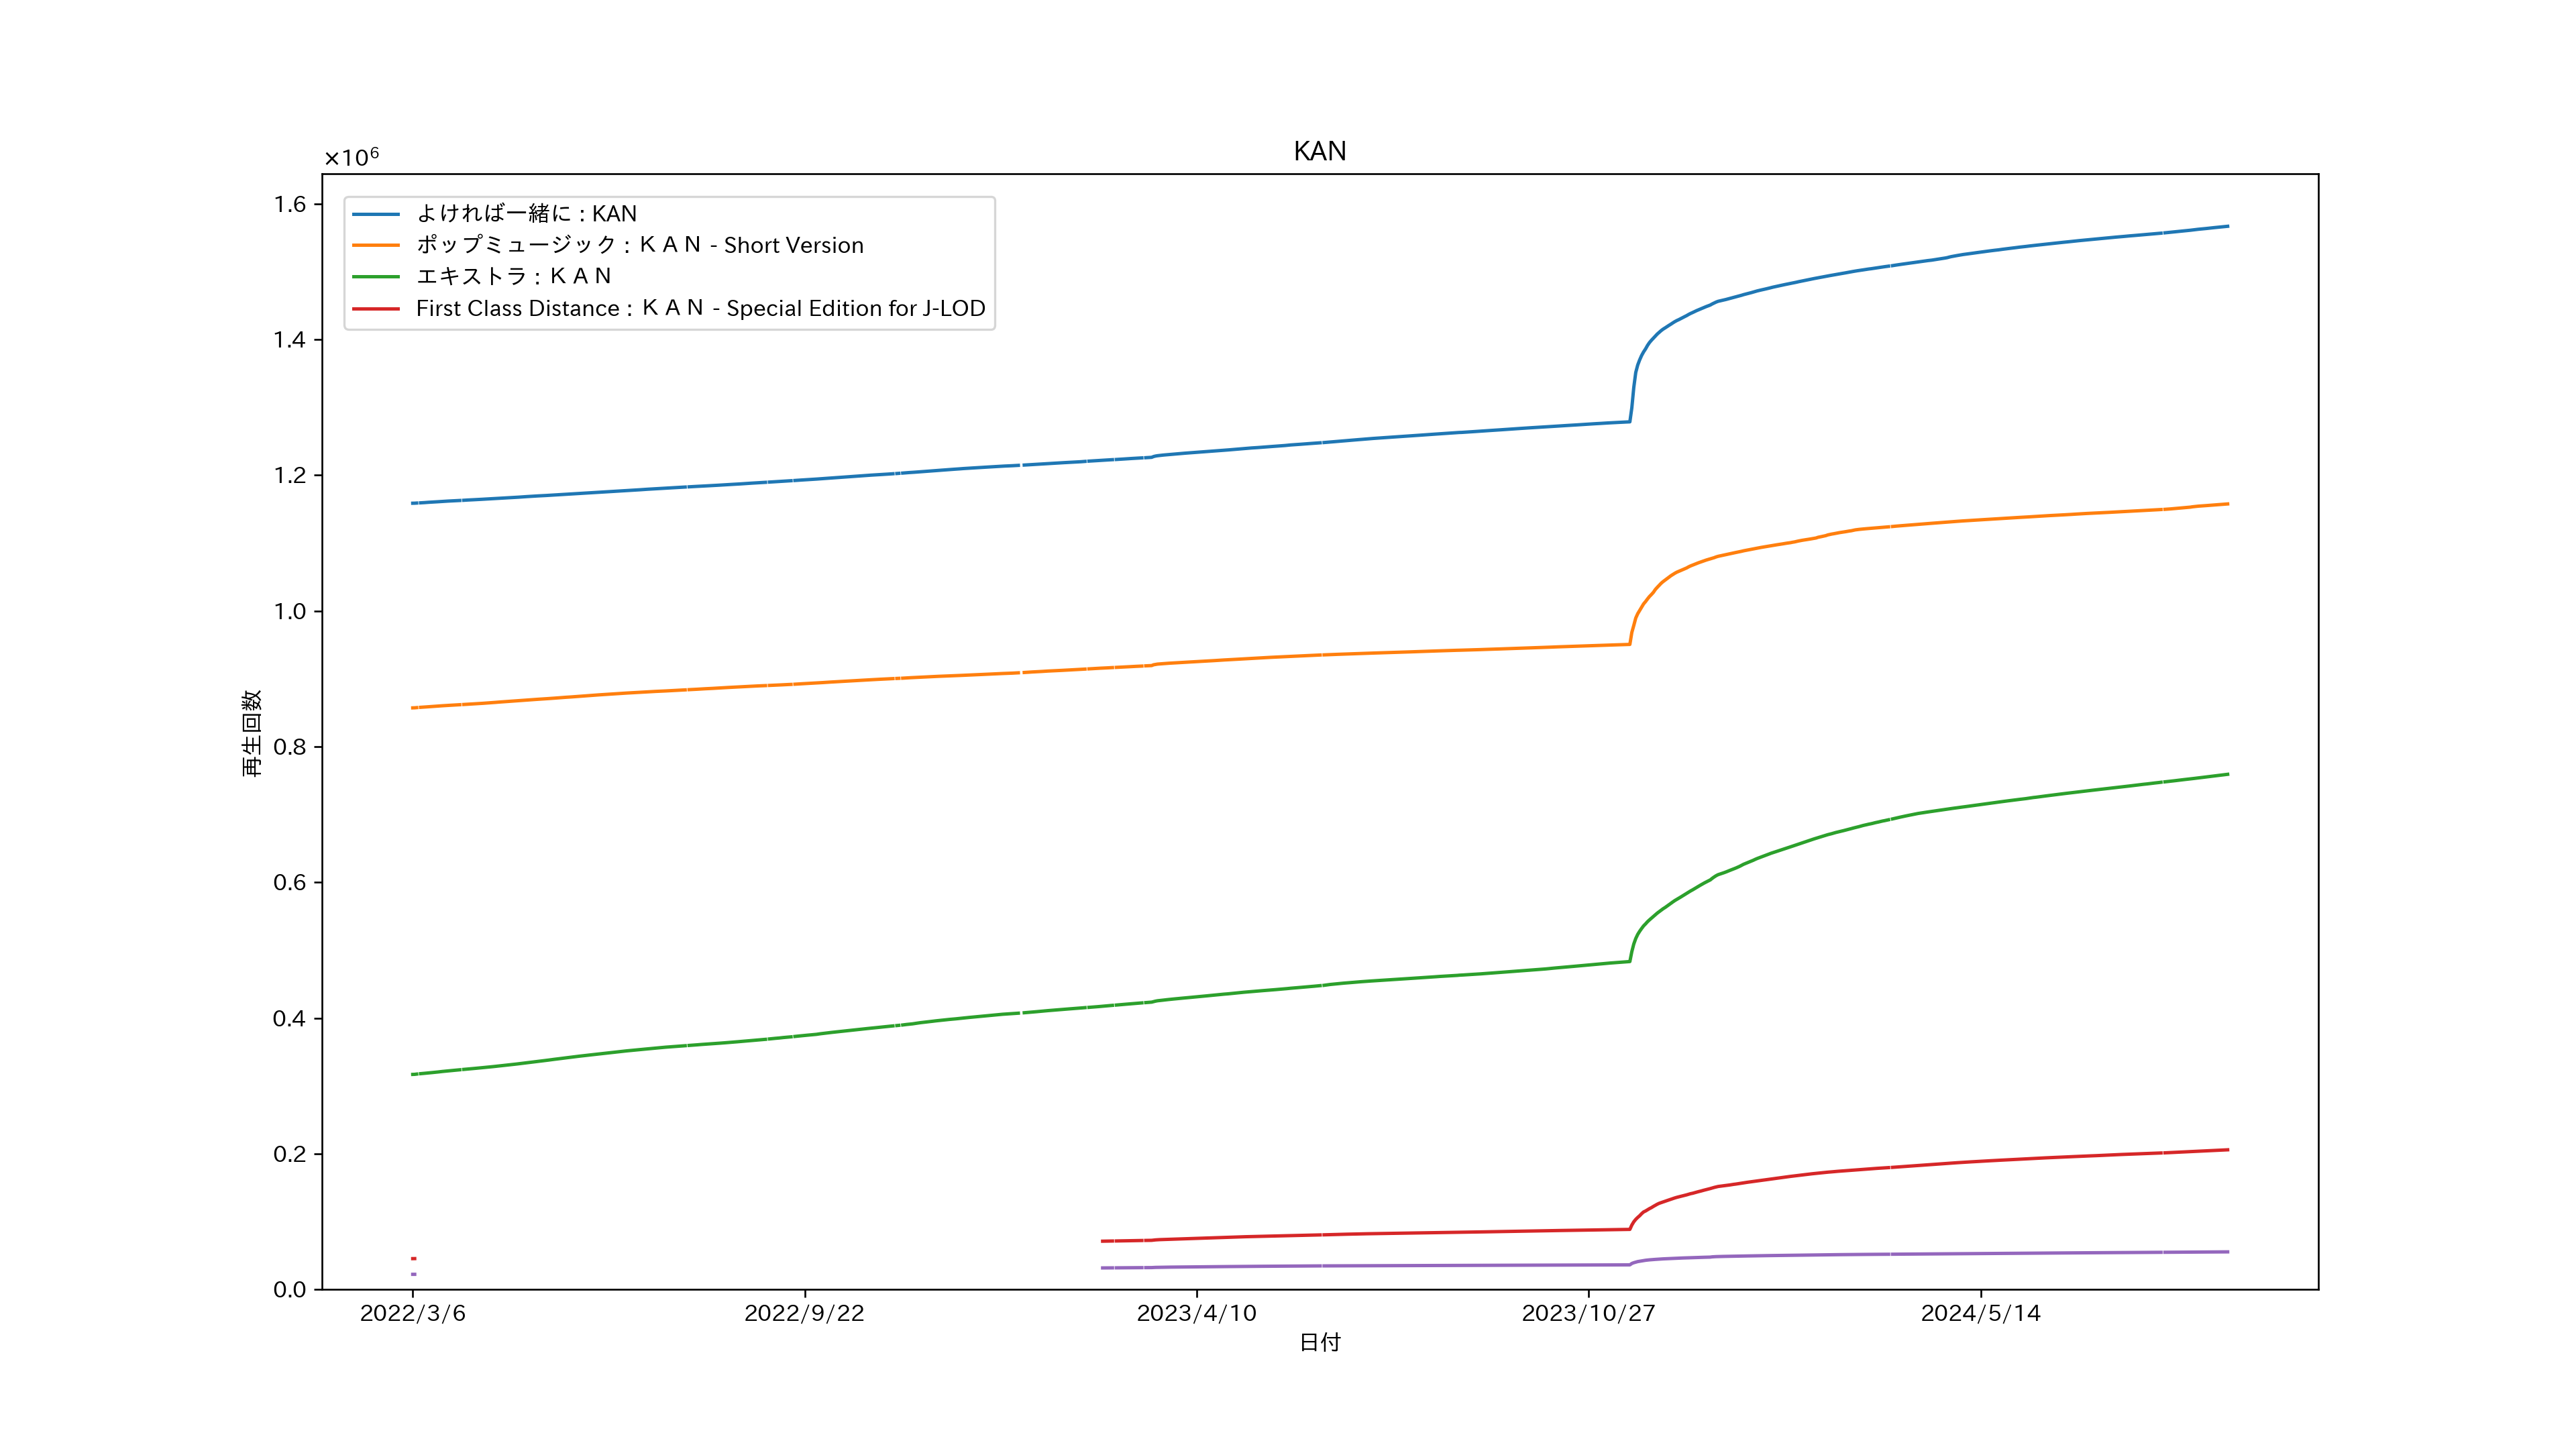 KAN
×10⁶
1.6
1.4
1.2
1.0
0.8
0.6
0.4
0.2
0.0
再生回数
よければ一緒に : KAN
ポップミュージック : ＫＡＮ - Short Version
エキストラ : ＫＡＮ
First Class Distance : ＫＡＮ - Special Edition for J-LOD
2022/3/6 2022/9/22 2023/4/10 2023/10/27 2024/5/14
日付